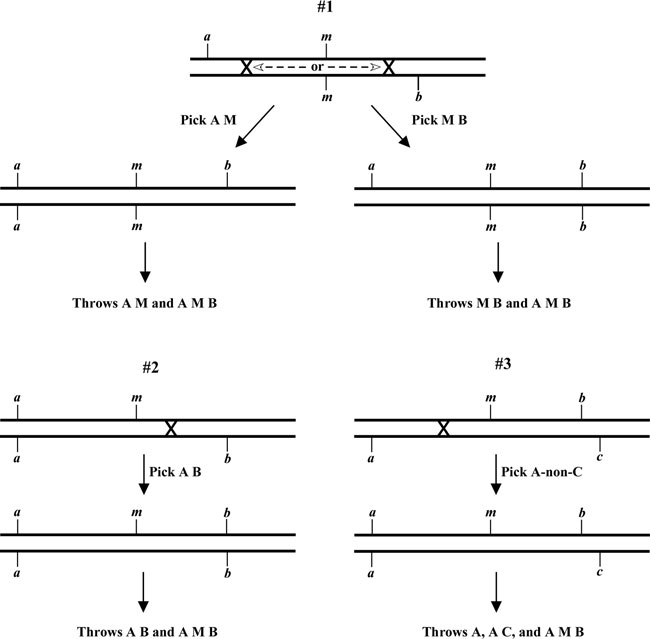 #1
a m
or
m b
Pick A M Pick M B
a m b a m b
a m m b
Throws A M and A M B Throws M B and A M B
#2 #3
a m m b
a b a c
Pick A B Pick A-non-C
a m b a m b
a b a c
Throws A B and A M B Throws A, A C, and A M B